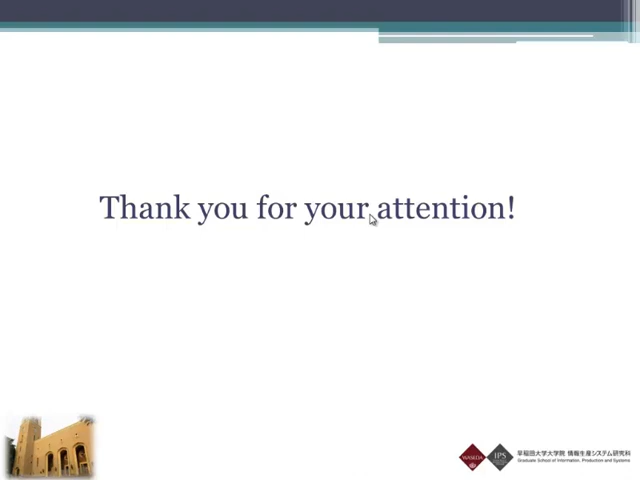 Thank you for your attention!
WASEDA
IPS
早稲田大学大学院 情報生産システム研究科
Graduate School of Information, Production and Systems